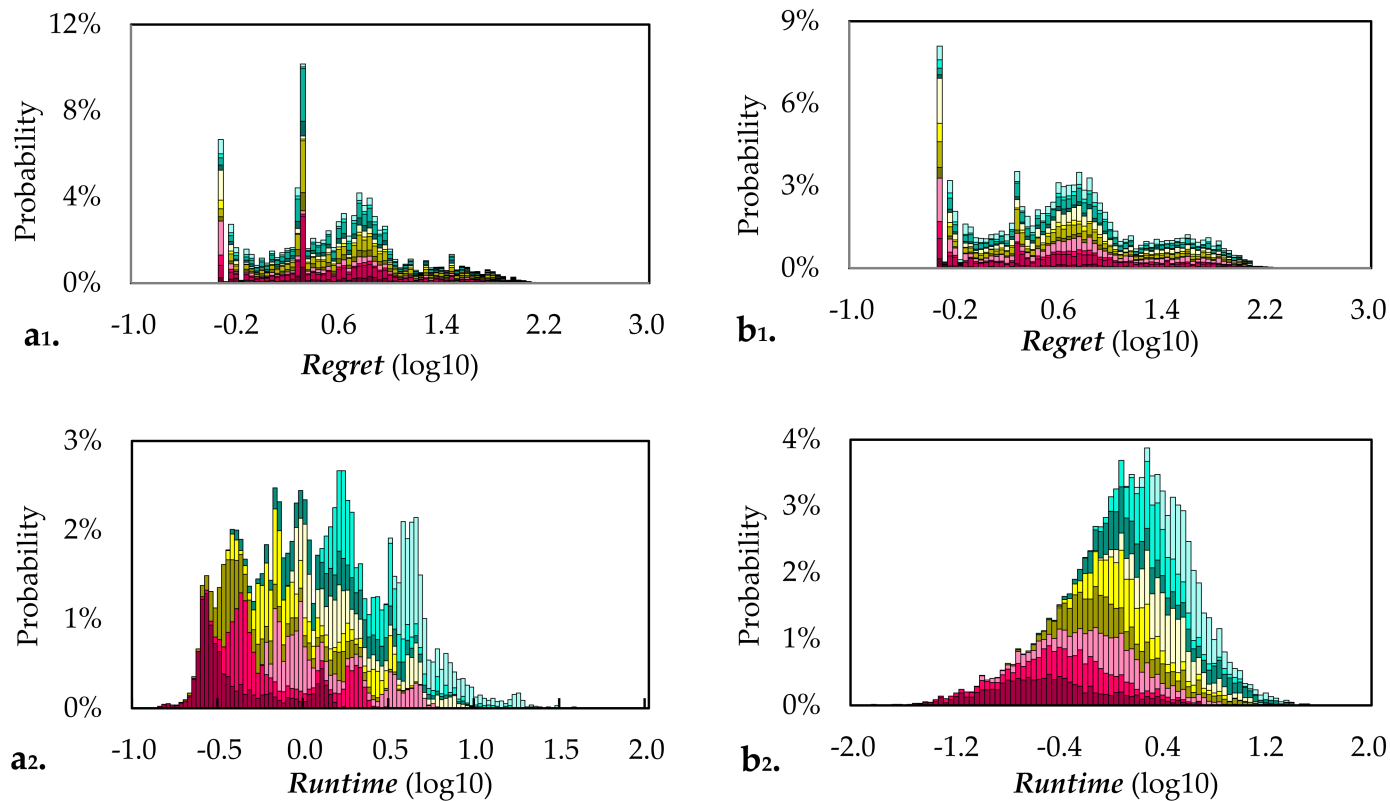 12%
8%
4%
0%
Probability
-1.0 -0.2 0.6 1.4 2.2 3.0
a1.
Regret (log10)
9%
6%
3%
0%
Probability
-1.0 -0.2 0.6 1.4 2.2 3.0
b1.
Regret (log10)
3%
2%
1%
0%
Probability
-1.0 -0.5 0.0 0.5 1.0 1.5 2.0
a2.
Runtime (log10)
4%
3%
2%
1%
0%
Probability
-2.0 -1.2 -0.4 0.4 1.2 2.0
b2.
Runtime (log10)